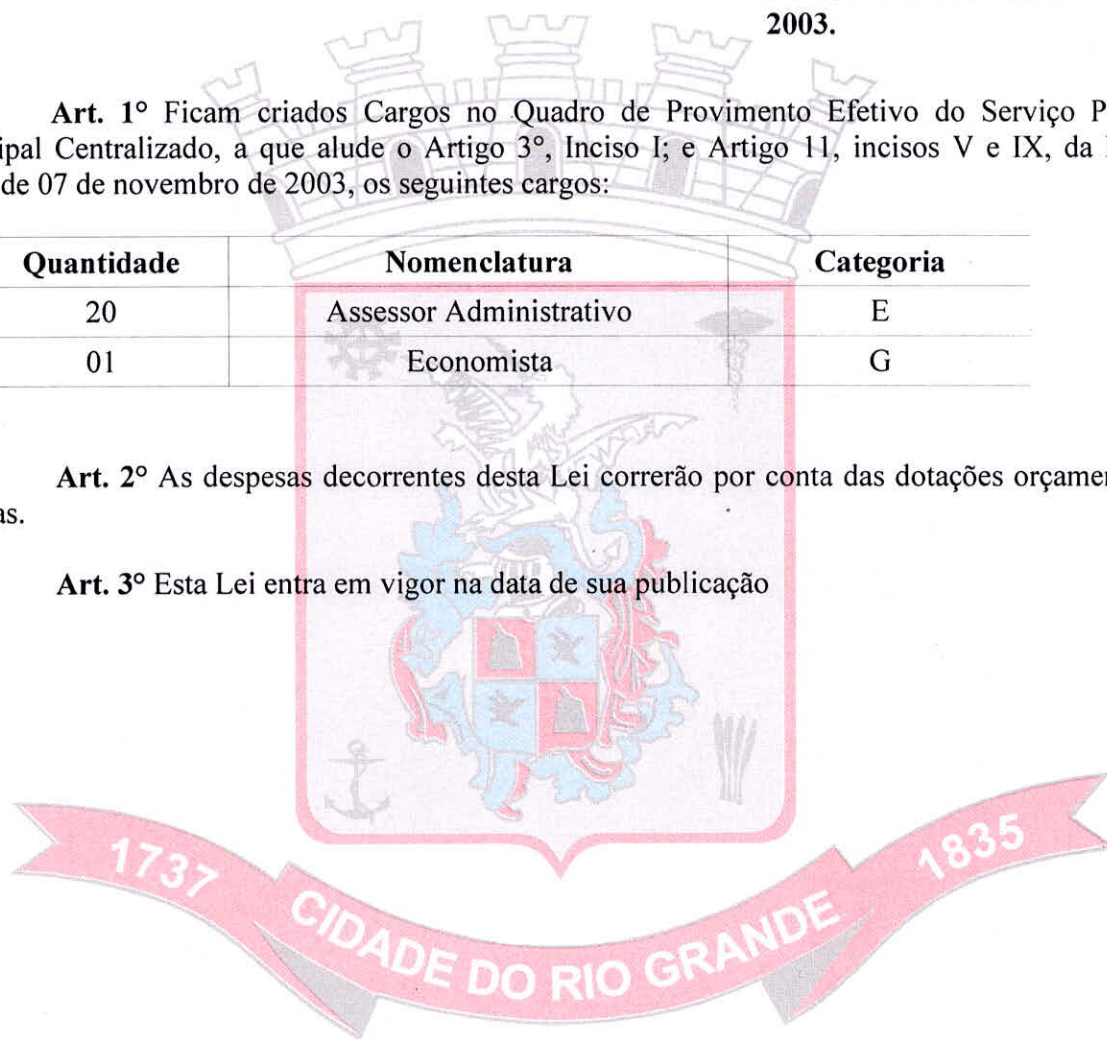 2003.
Art. 1° Ficam criados Cargos no Quadro de Provimento Efetivo do Serviço P
ipal Centralizado, a que alude o Artigo 3°, Inciso I; e Artigo 11, incisos V e IX, da
de 07 de novembro de 2003, os seguintes cargos:
Quantidade Nomenclatura Categoria
20 Assessor Administrativo E
01 Economista G
Art. 2° As despesas decorrentes desta Lei correrão por conta das dotações orçamen
as.
Art. 3° Esta Lei entra em vigor na data de sua publicação
1737 CIDADE DO RIO GRANDE 1835